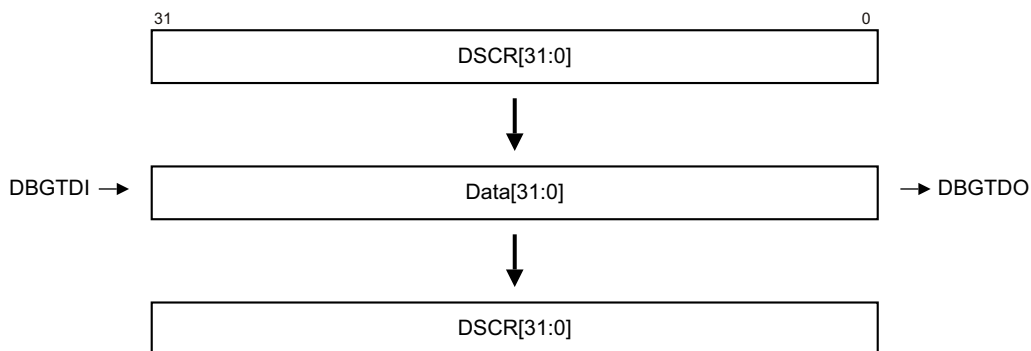 31 0
DSCR[31:0]
DBGTDI Data[31:0] DBGTDO
DSCR[31:0]